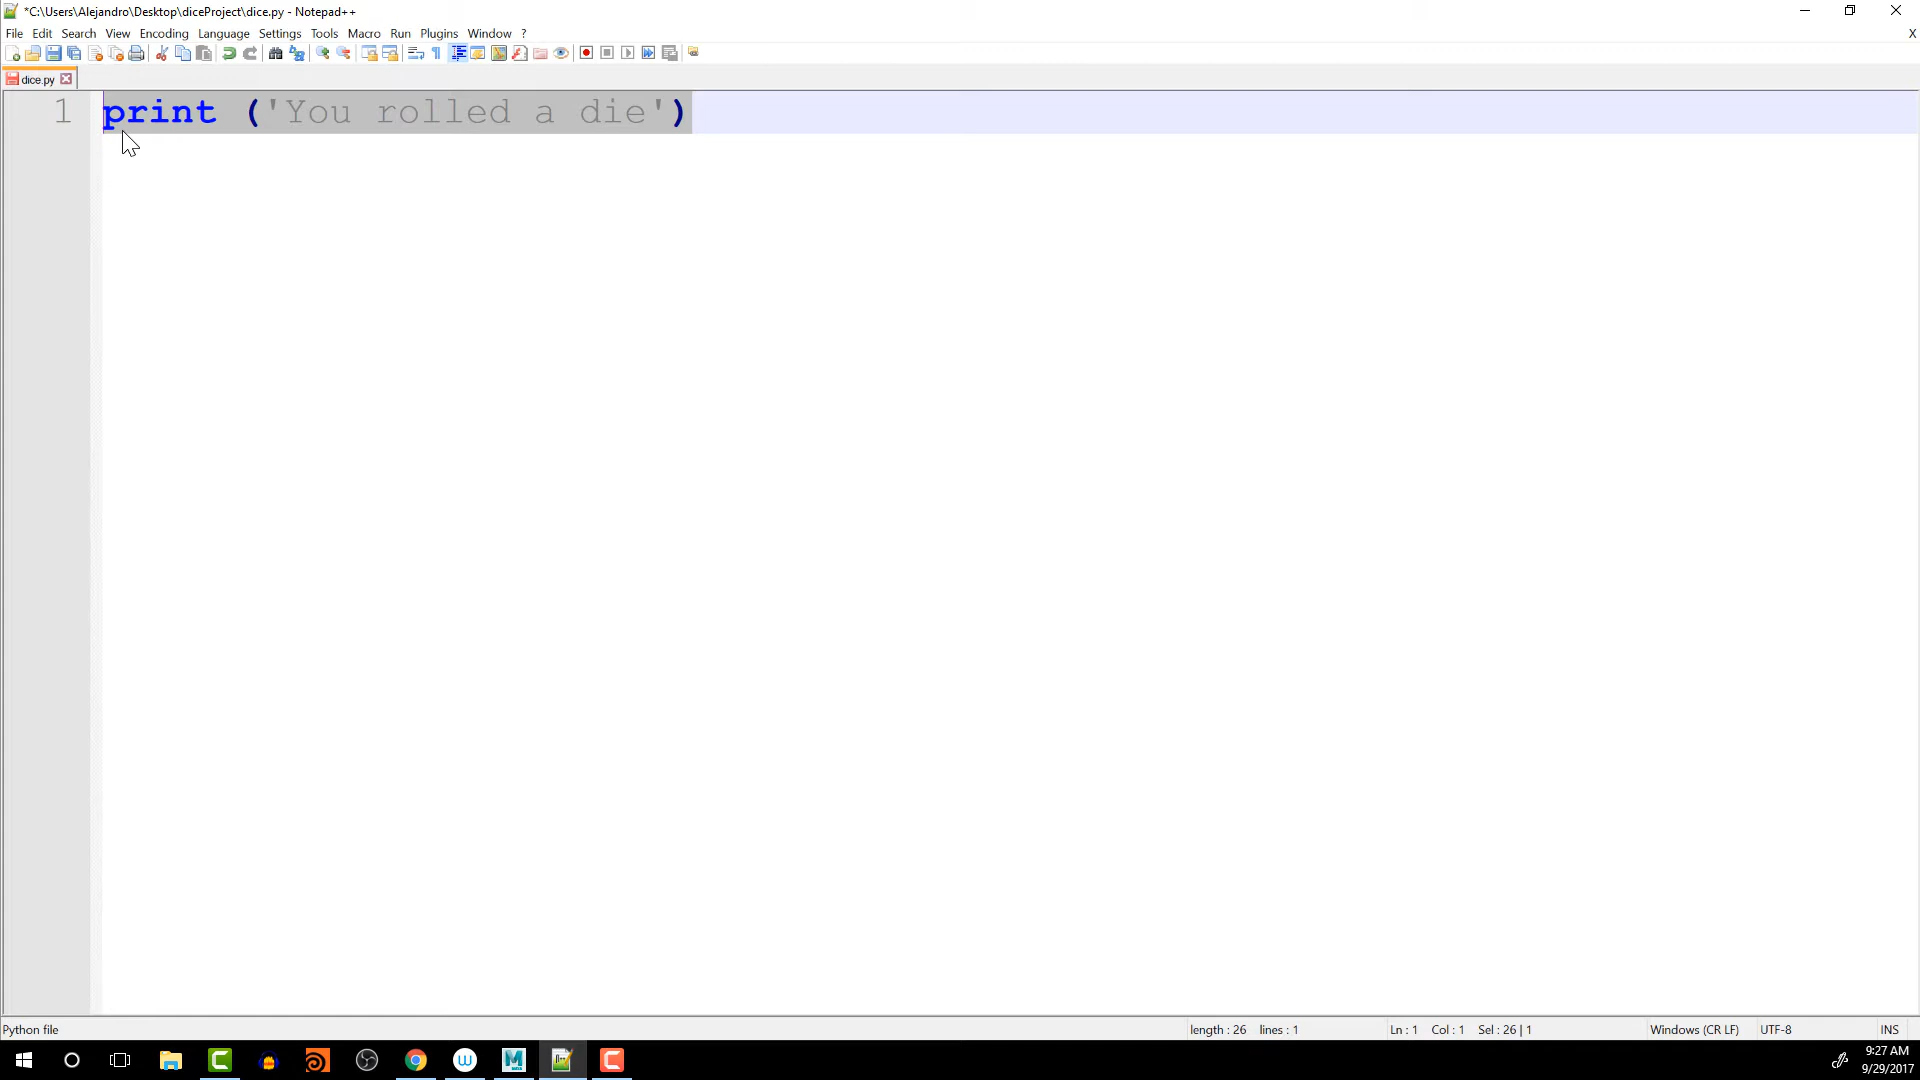 *C:\Users\Alejandro\Desktop\diceProject\dice.py - Notepad++
File Edit Search View Encoding Language Settings Tools Macro Run Plugins Window ? X
dice.py
1 print ('You rolled a die')
Python file length : 26 lines : 1 Ln : 1 Col : 1 Sel : 26 | 1 Windows (CR LF) UTF-8 INS
9:27 AM
9/29/2017